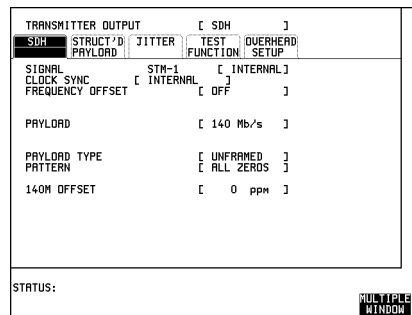 TRANSMITTER OUTPUT [ SDH ]
SDH STRUCT'D PAYLOAD JITTER TEST FUNCTION OVERHEAD SETUP
SIGNAL STM-1 [ INTERNAL]
CLOCK SYNC [ INTERNAL ]
FREQUENCY OFFSET [ OFF ]
PAYLOAD [ 140 Mb/s ]
PAYLOAD TYPE [ UNFRAMED ]
PATTERN [ ALL ZEROS ]
140M OFFSET [ 0 ppm ]
STATUS:
MULTIPLE
WINDOW